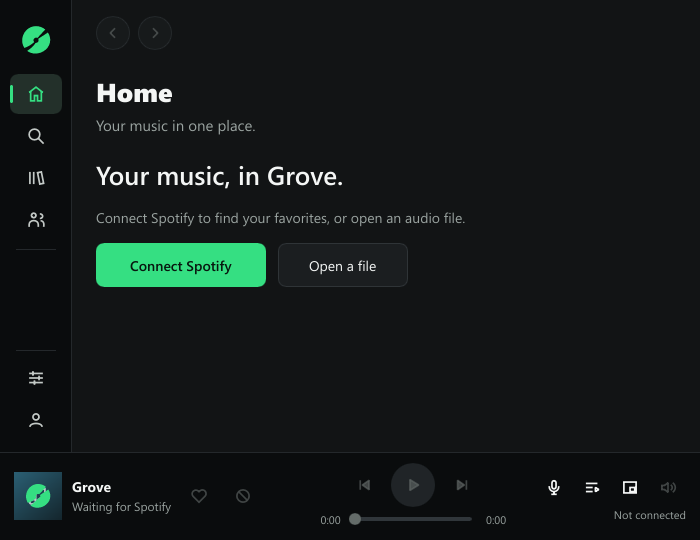 Home
Your music in one place.
Your music, in Grove.
Connect Spotify to find your favorites, or open an audio file.
Connect Spotify
Open a file
Grove
Waiting for Spotify
0:00
0:00
Not connected